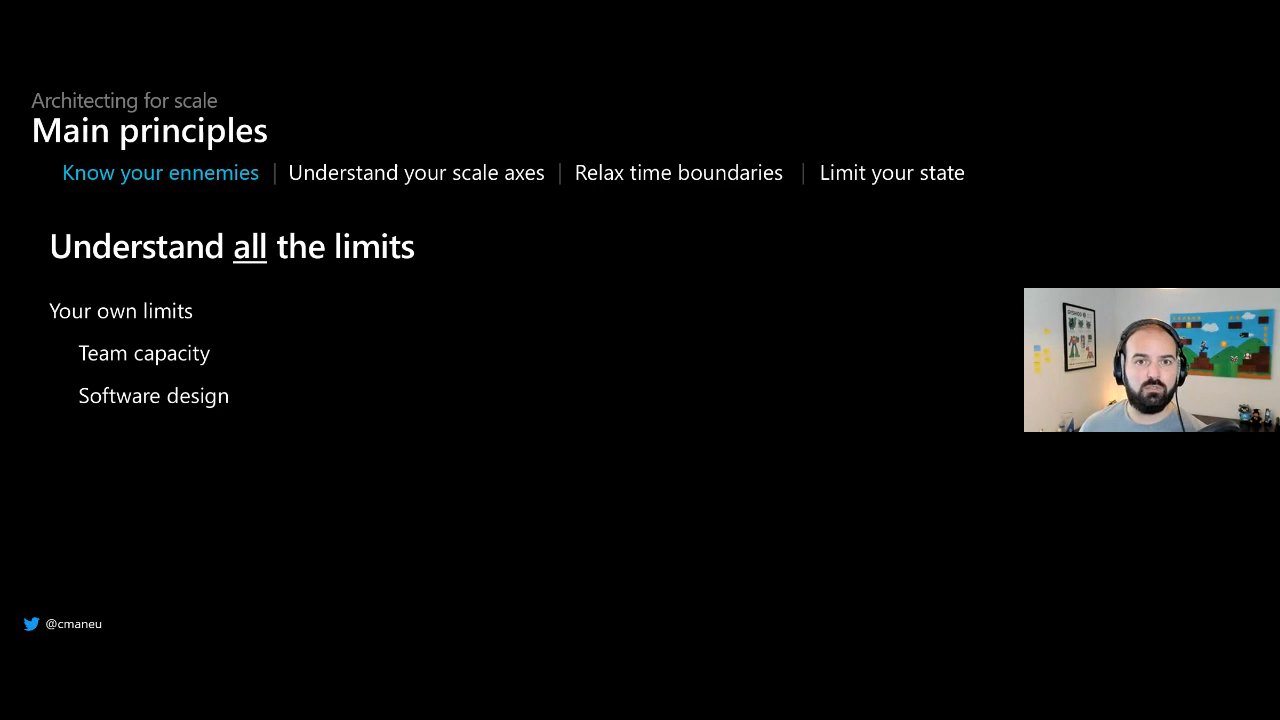 Architecting for scale
Main principles
Know your ennemies | Understand your scale axes | Relax time boundaries | Limit your state
Understand all the limits
Your own limits
Team capacity
Software design
@cmaneu